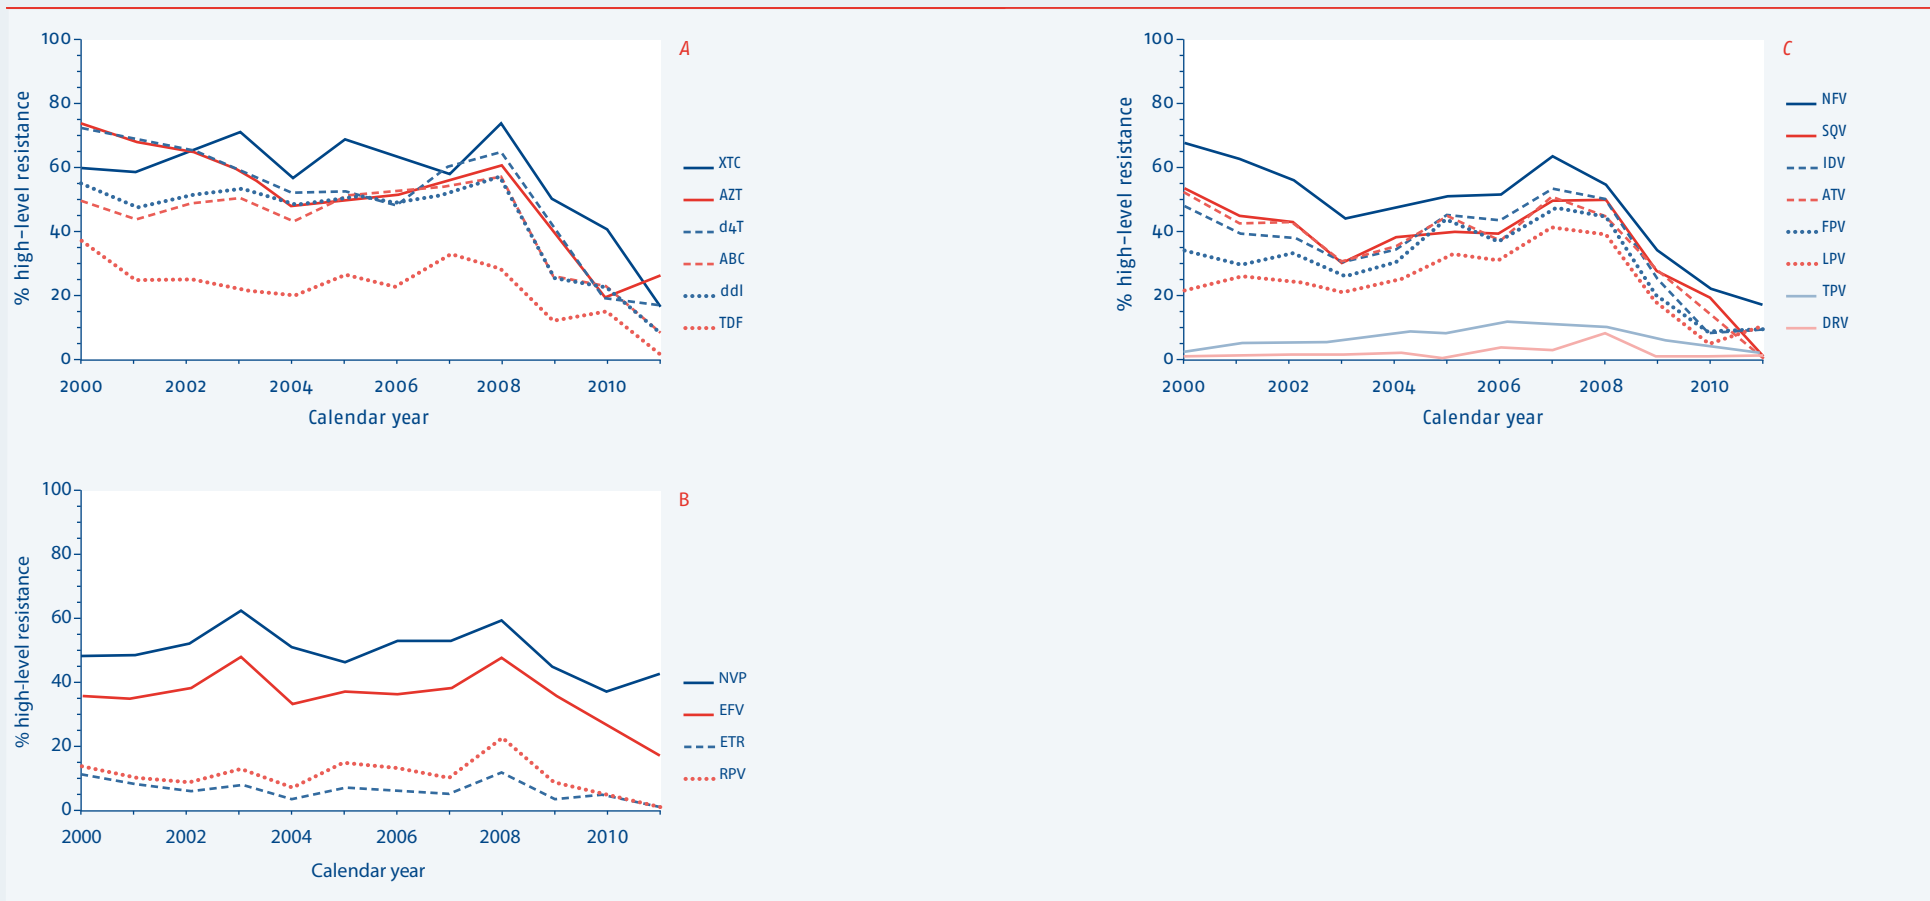 A
% high-level resistance
100
80
60
40
20
0
2000 2002 2004 2006 2008 2010
Calendar year
XTC
AZT
d4T
ABC
ddI
TDF
C
% high-level resistance
100
80
60
40
20
0
2000 2002 2004 2006 2008 2010
Calendar year
NFV
SQV
IDV
ATV
FPV
LPV
TPV
DRV
B
% high-level resistance
100
80
60
40
20
0
2000 2002 2004 2006 2008 2010
Calendar year
NVP
EFV
ETR
RPV